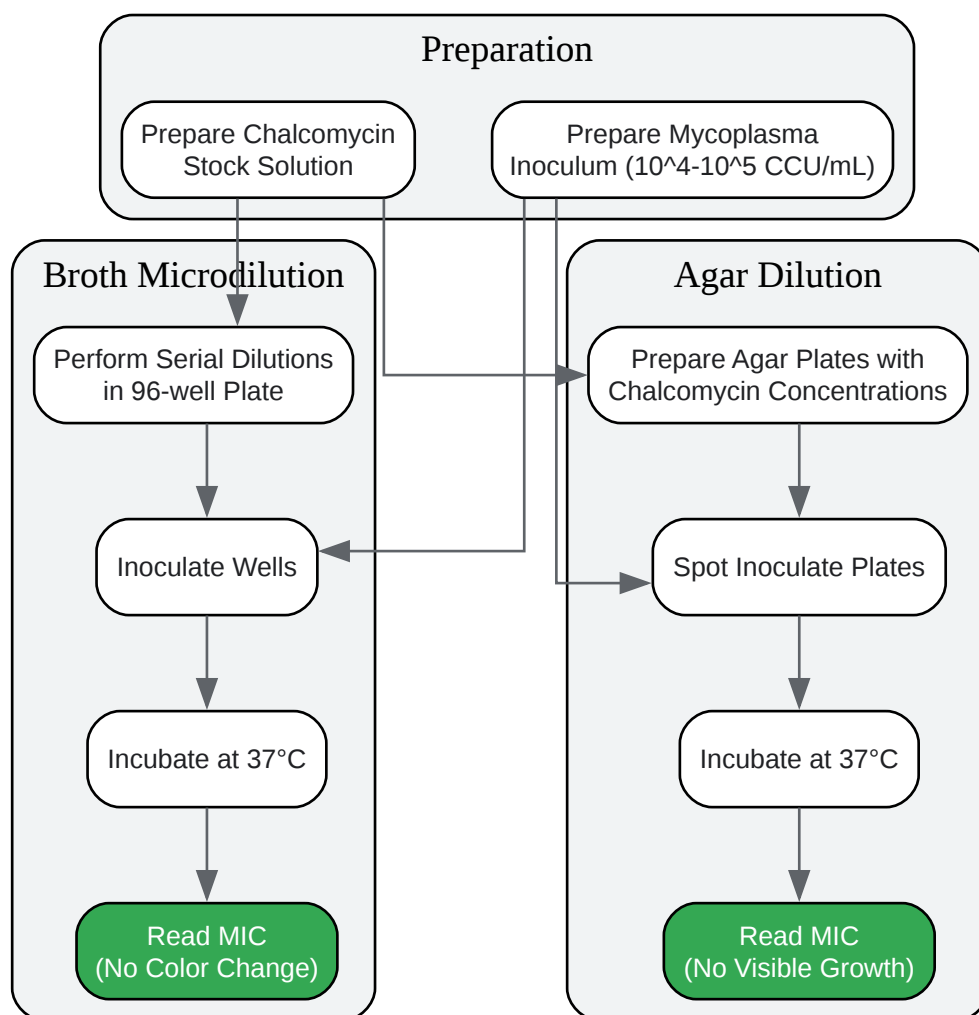 Preparation
Prepare Chalcomycin
Stock Solution
Prepare Mycoplasma
Inoculum (10^4-10^5 CCU/mL)
Broth Microdilution
Perform Serial Dilutions
in 96-well Plate
Inoculate Wells
Incubate at 37°C
Read MIC
(No Color Change)
Agar Dilution
Prepare Agar Plates with
Chalcomycin Concentrations
Spot Inoculate Plates
Incubate at 37°C
Read MIC
(No Visible Growth)